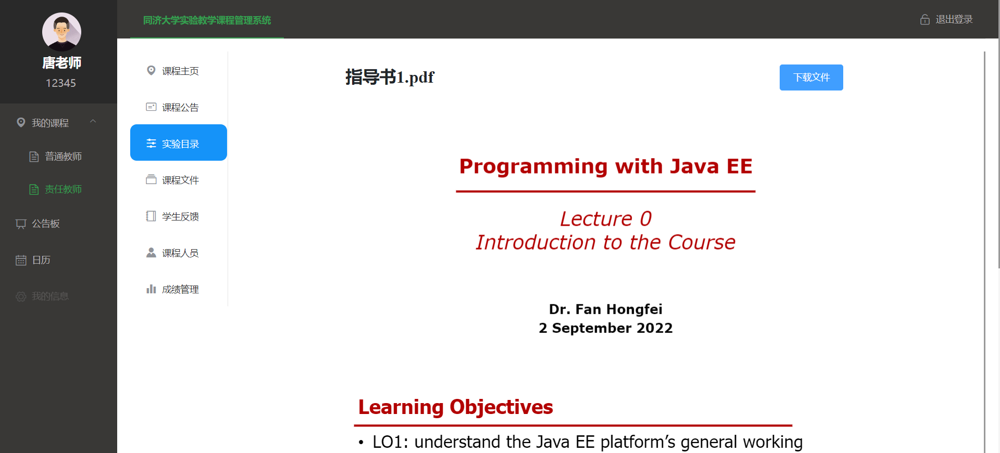 唐老师
12345
我的课程
普通教师
责任教师
公告板
日历
我的信息
同济大学实验教学课程管理系统
退出登录
课程主页
课程公告
实验目录
课程文件
学生反馈
课程人员
成绩管理
指导书1.pdf
下载文件
Programming with Java EE
Lecture 0
Introduction to the Course
Dr. Fan Hongfei
2 September 2022
Learning Objectives
• LO1: understand the Java EE platform’s general working